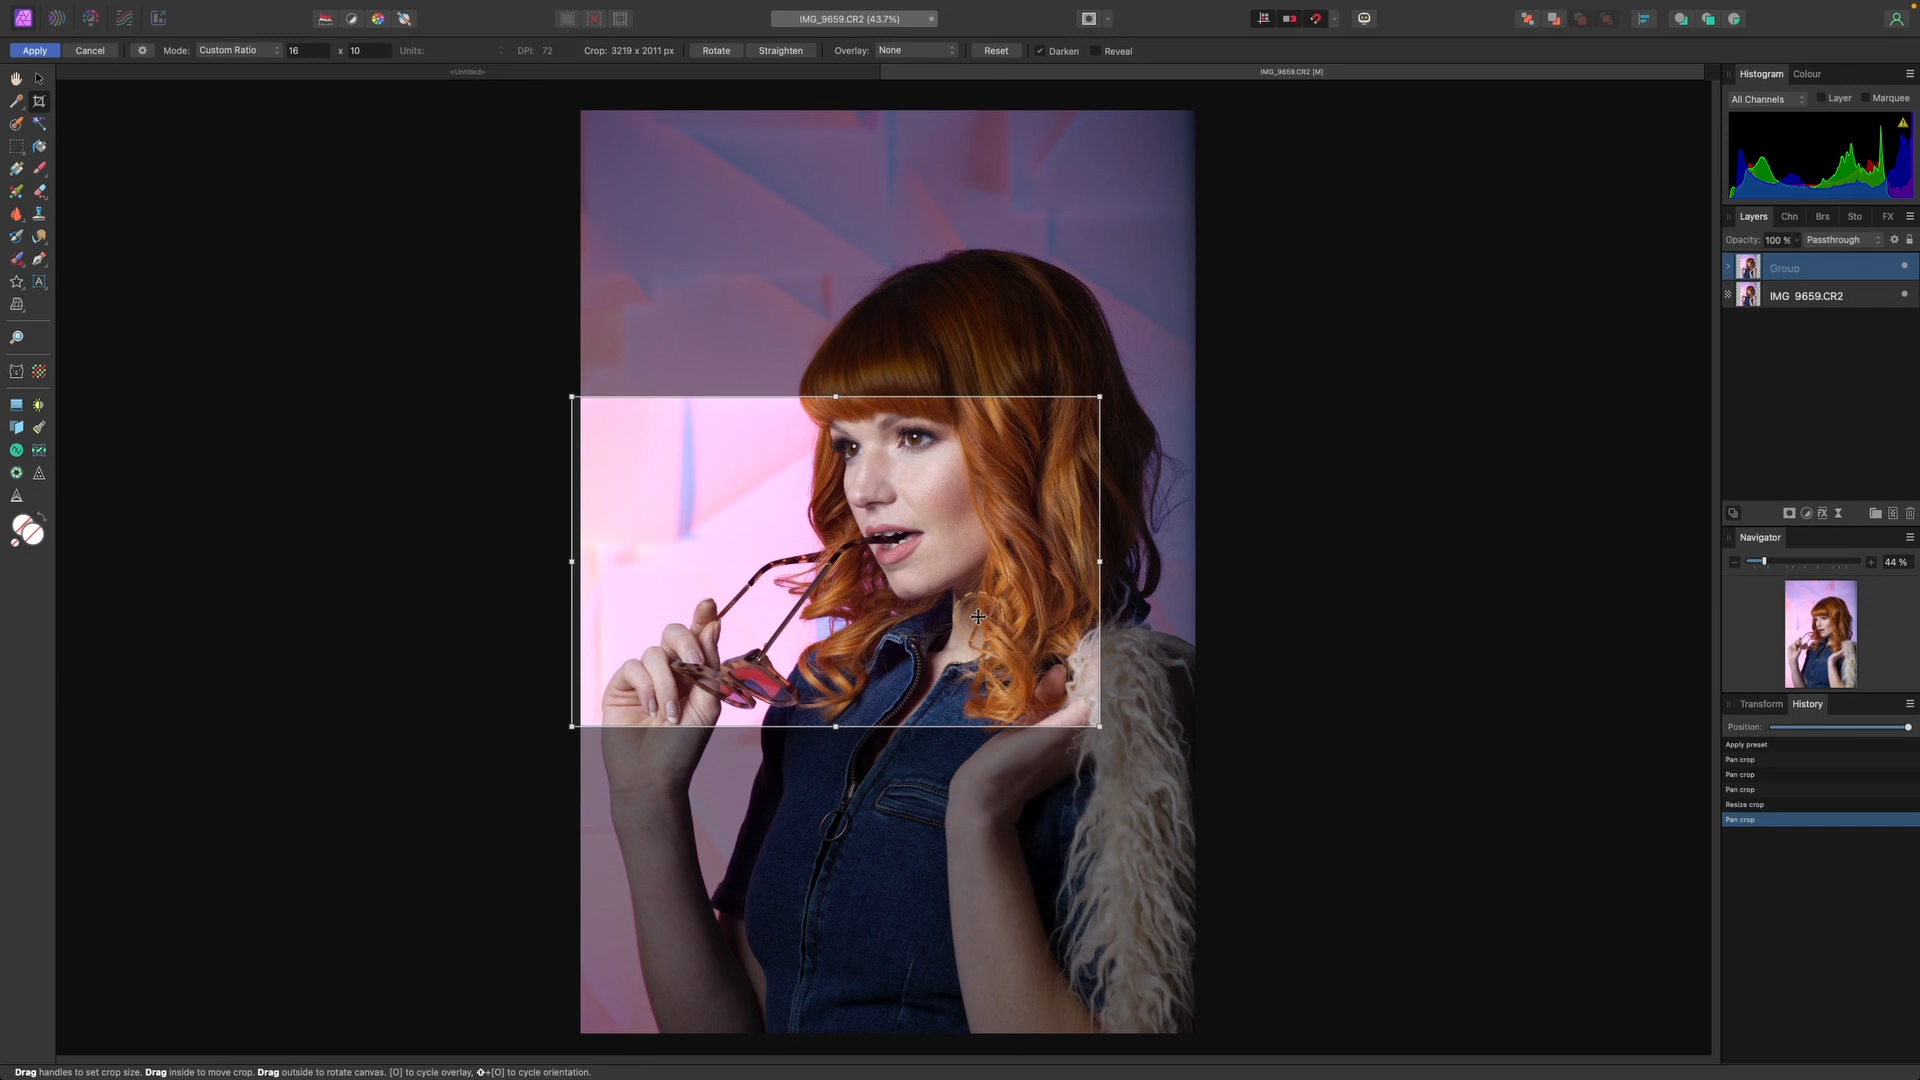 IMG_9659.CR2 (43.7%) *
Apply Cancel Mode: Custom Ratio 16 x 10 Units: DPI: 72 Crop: 3219 x 2011 px Rotate Straighten Overlay: None Reset Darken Reveal
<Untitled> IMG_9659.CR2 [M]
Histogram Colour
All Channels Layer Marquee
Layers Chn Brs Sto FX
Opacity: 100 % Passthrough
Group
IMG_9659.CR2
Navigator
44 %
Transform History
Position:
Apply preset
Pan crop
Pan crop
Pan crop
Resize crop
Pan crop
Drag handles to set crop size. Drag inside to move crop. Drag outside to rotate canvas. [O] to cycle overlay, ⇧+[O] to cycle orientation.